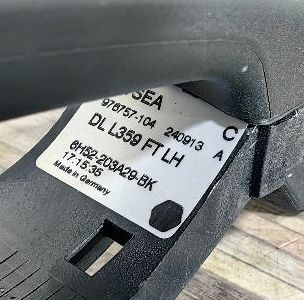 SEA
976757-104 240913 C
DL L359 FT LH A
6H52-203A29-BK
17:15:35
Made in Germany